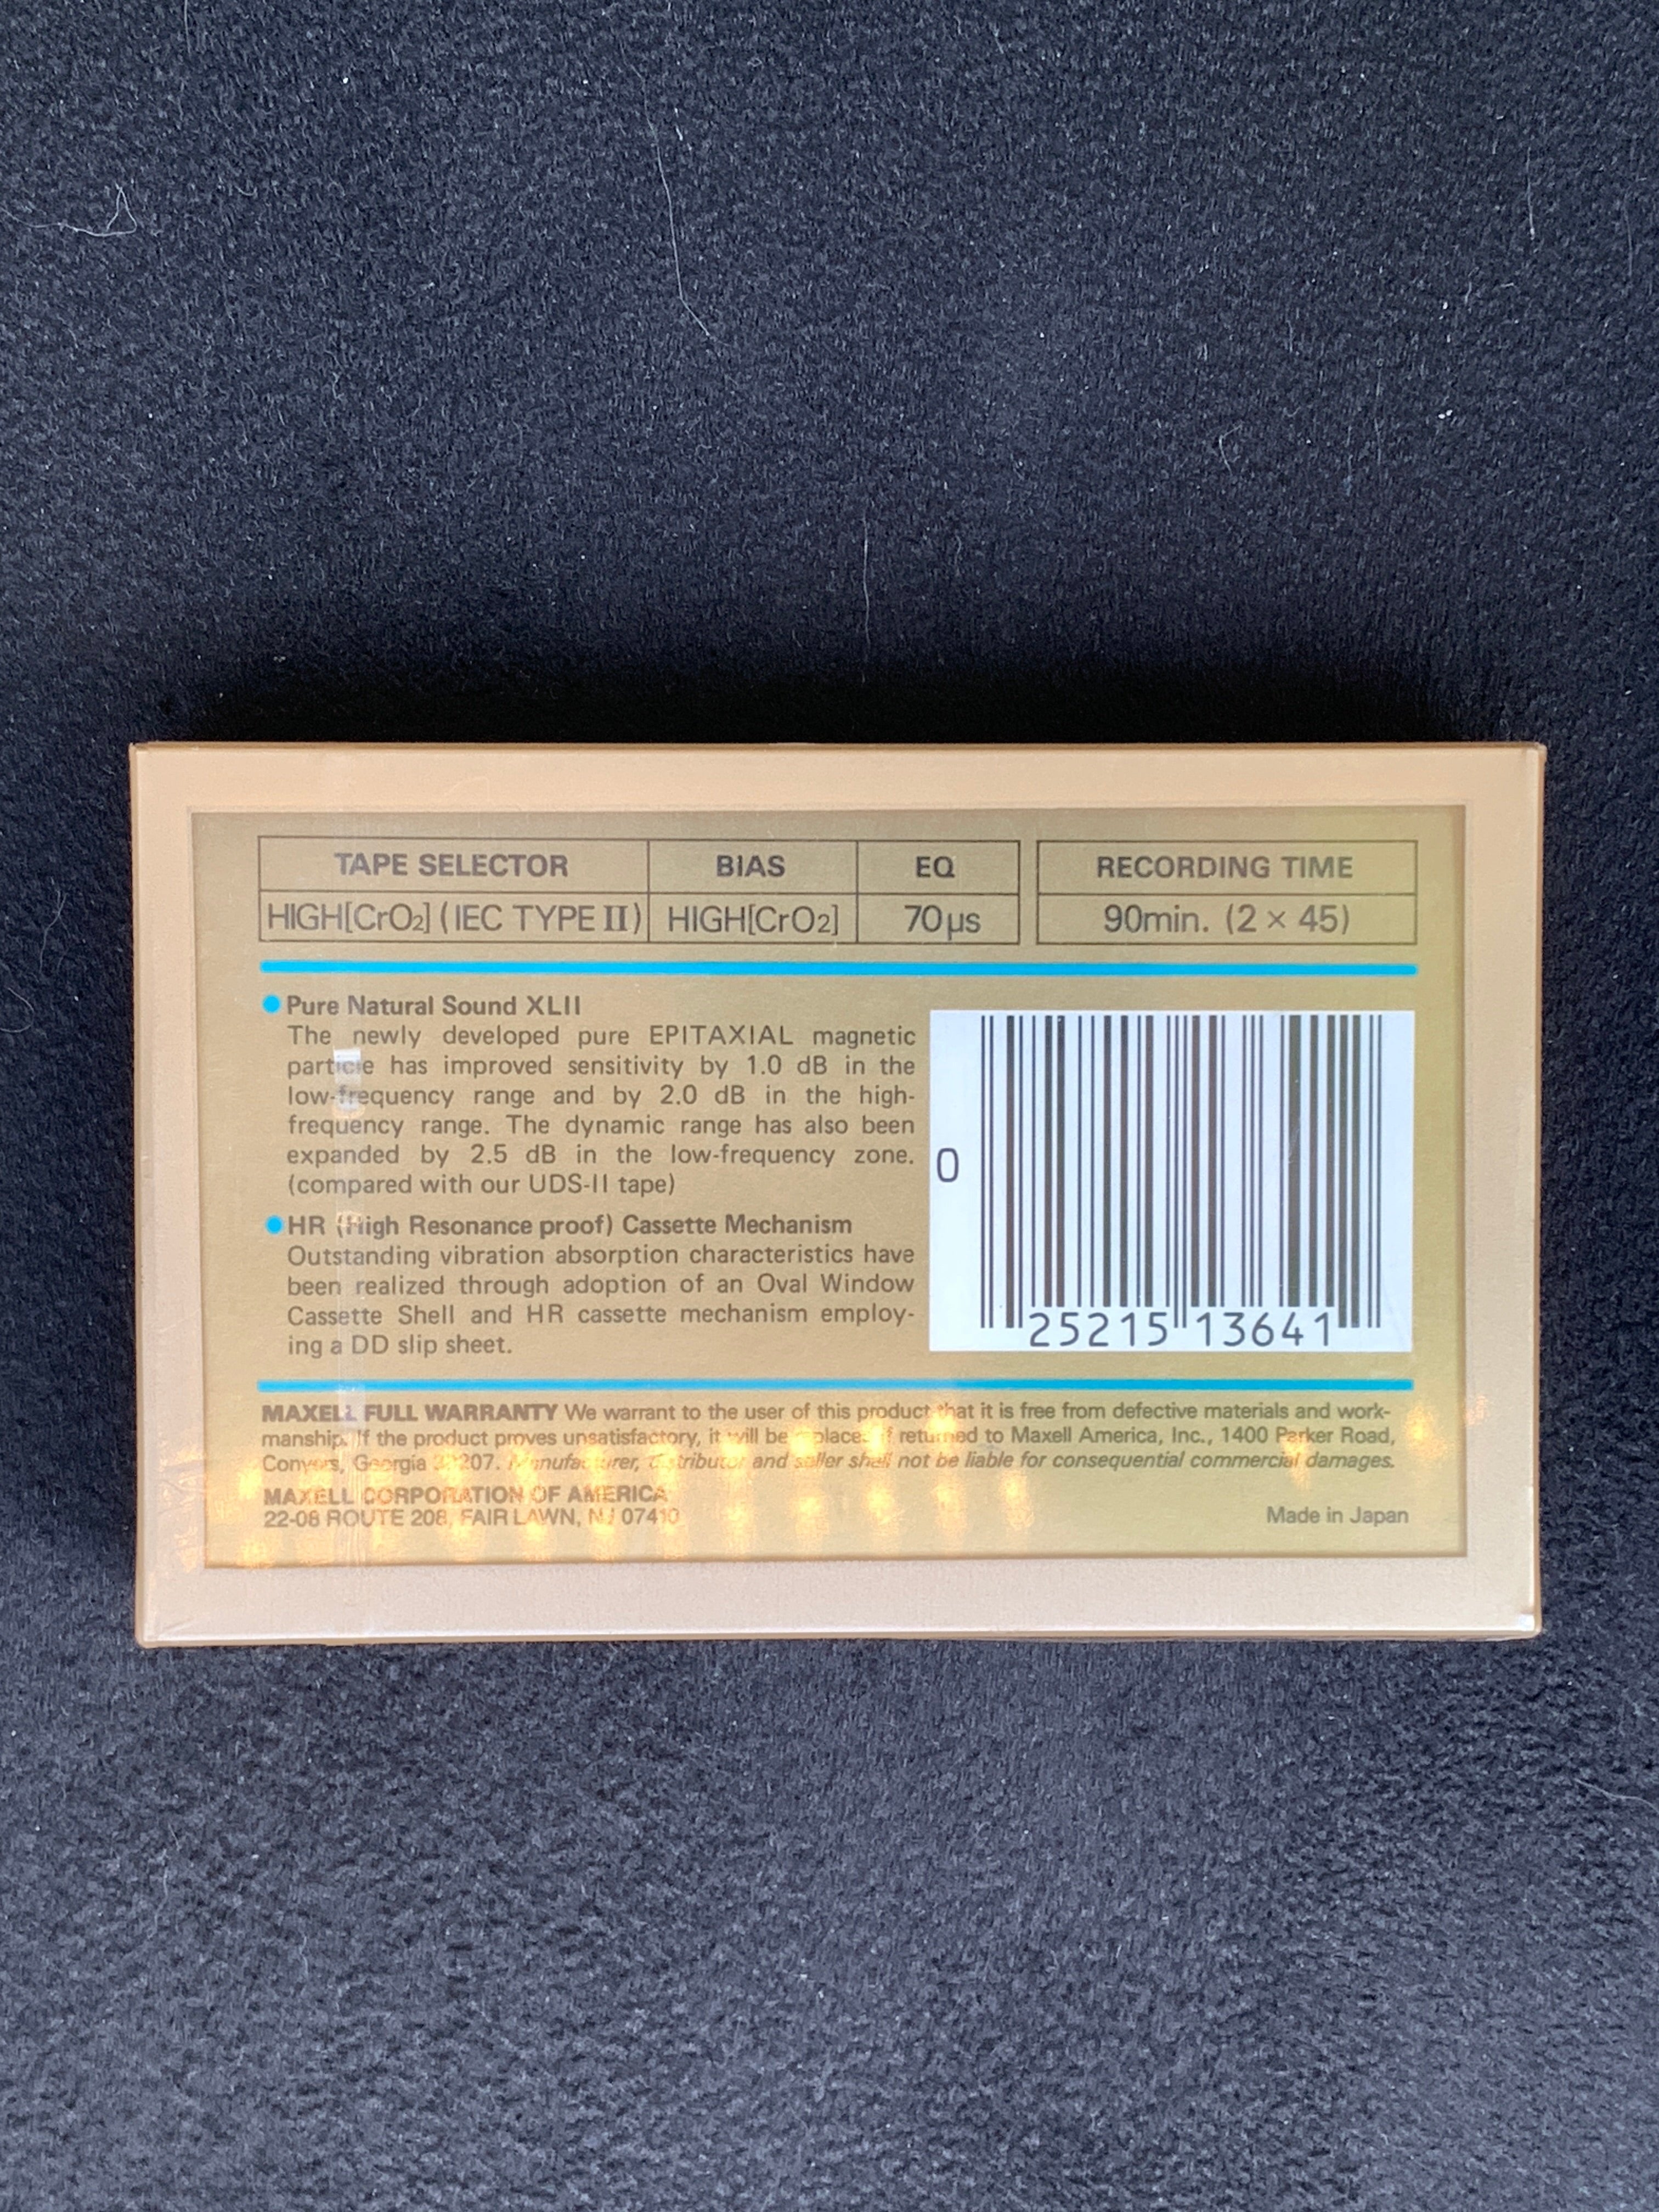 TAPE SELECTOR BIAS EQ RECORDING TIME
HIGH[CrO2] (IEC TYPE II) HIGH[CrO2] 70µs 90min. (2 × 45)
● Pure Natural Sound XLII
The newly developed pure EPITAXIAL magnetic
particle has improved sensitivity by 1.0 dB in the
low-frequency range and by 2.0 dB in the high-
frequency range. The dynamic range has also been
expanded by 2.5 dB in the low-frequency zone.
(compared with our UDS-II tape)
● HR (High Resonance proof) Cassette Mechanism
Outstanding vibration absorption characteristics have
been realized through adoption of an Oval Window
Cassette Shell and HR cassette mechanism employ-
ing a DD slip sheet.
0 25215 13641
MAXELL FULL WARRANTY We warrant to the user of this product that it is free from defective materials and work-
manship. If the product proves unsatisfactory, it will be if returned to Maxell America, Inc., 1400 Parker Road,
Conyers, Georgia Manufacturer, Distributor and seller shall not be liable for consequential commercial damages.
MAXELL CORPORATION OF AMERICA
22-08 ROUTE 208, FAIR LAWN, NJ 07410
Made in Japan